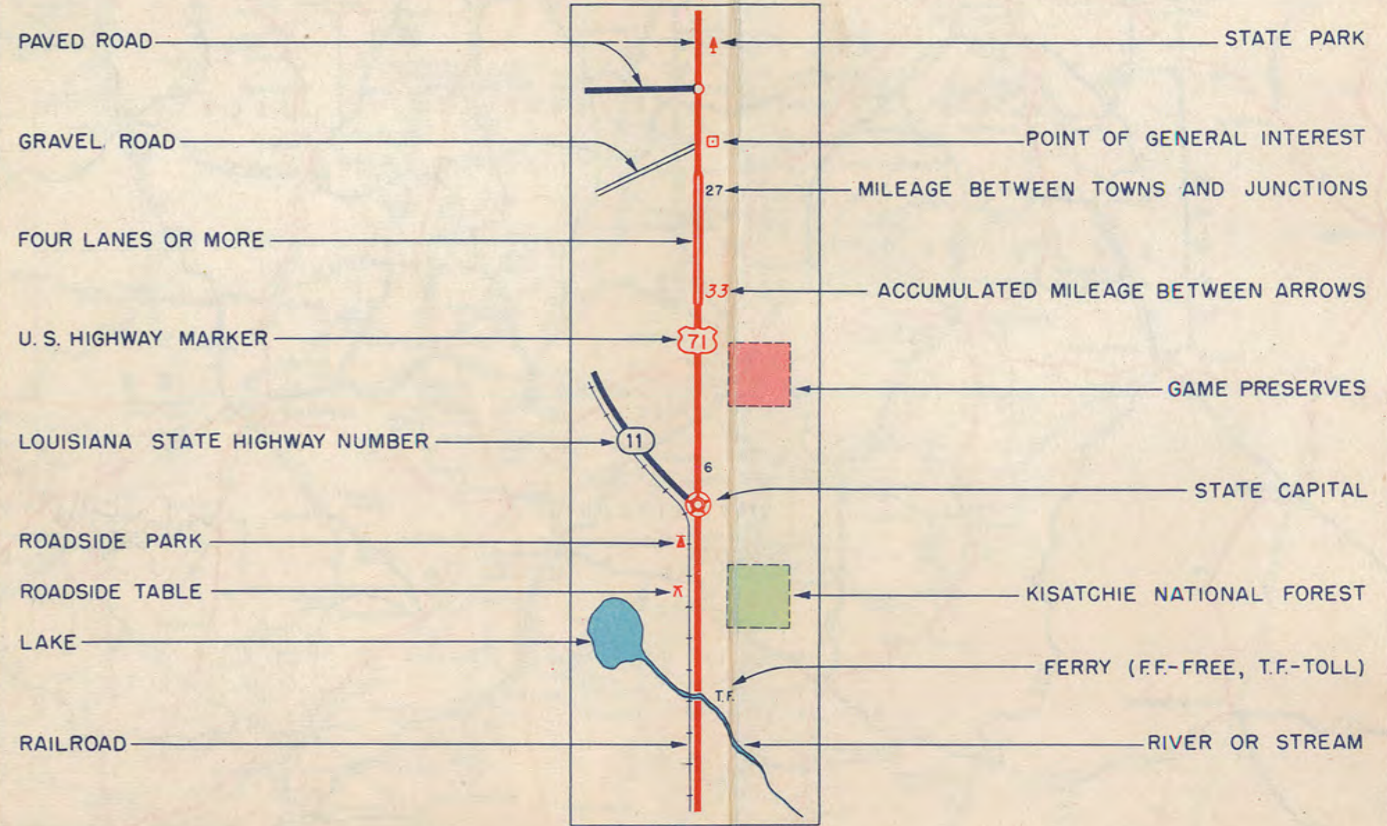 PAVED ROAD
STATE PARK
GRAVEL ROAD
POINT OF GENERAL INTEREST
27
MILEAGE BETWEEN TOWNS AND JUNCTIONS
FOUR LANES OR MORE
33
ACCUMULATED MILEAGE BETWEEN ARROWS
U.S. HIGHWAY MARKER
71
GAME PRESERVES
LOUISIANA STATE HIGHWAY NUMBER
11
6
STATE CAPITAL
ROADSIDE PARK
ROADSIDE TABLE
KISATCHIE NATIONAL FOREST
LAKE
FERRY (F.F.-FREE, T.F.-TOLL)
T.F.
RAILROAD
RIVER OR STREAM